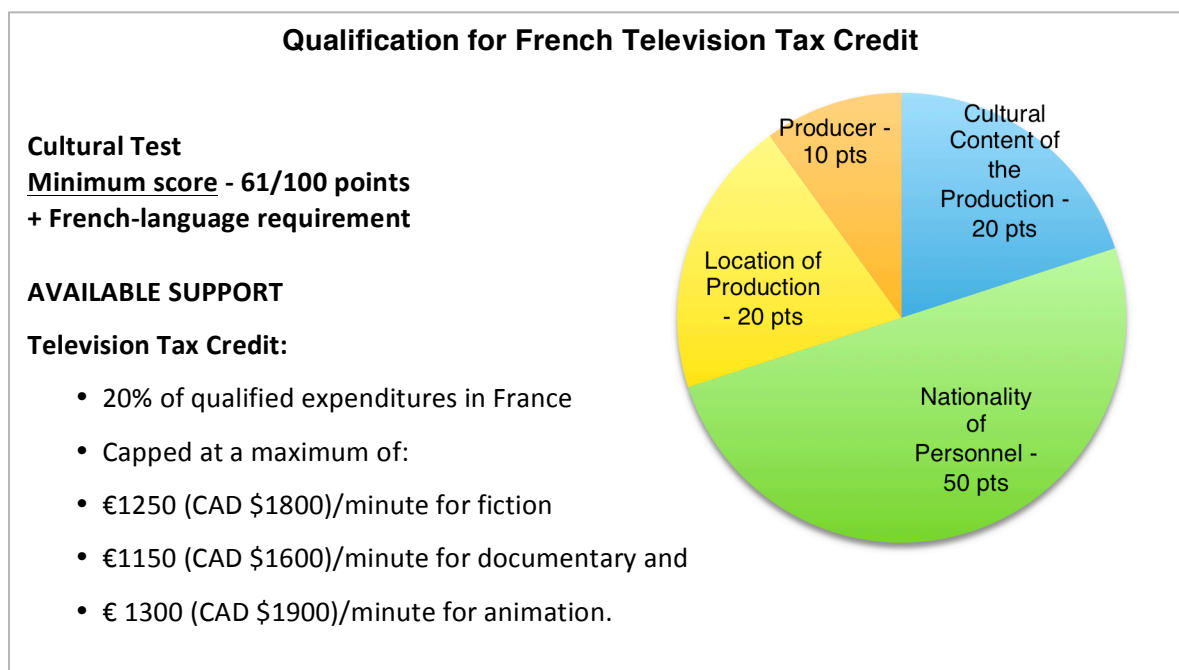 Qualification for French Television Tax Credit
Cultural Test
Minimum score - 61/100 points
+ French-language requirement
AVAILABLE SUPPORT
Television Tax Credit:
• 20% of qualified expenditures in France
• Capped at a maximum of:
• €1250 (CAD $1800)/minute for fiction
• €1150 (CAD $1600)/minute for documentary and
• € 1300 (CAD $1900)/minute for animation.
Producer -
10 pts
Cultural
Content of
the
Production -
20 pts
Location of
Production
- 20 pts
Nationality
of
Personnel -
50 pts